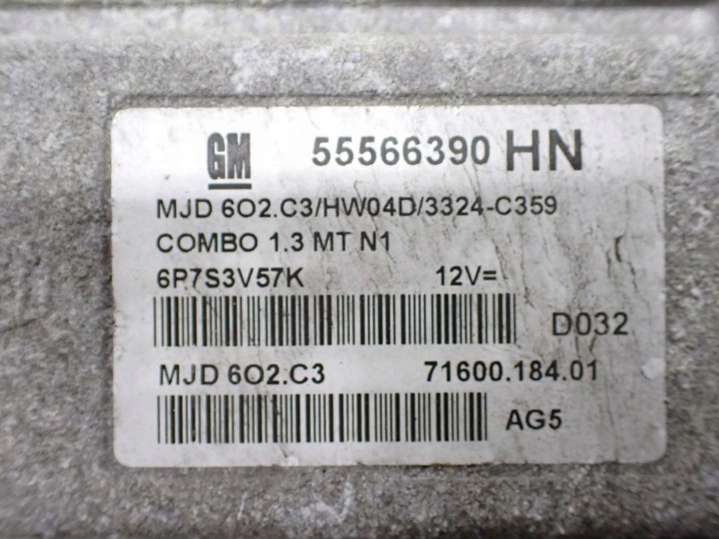 GM 55566390 HN
MJD 6O2.C3/HW04D/3324-C359
COMBO 1.3 MT N1
6P7S3V57K 12V=
D032
MJD 6O2.C3 71600.184.01
AG5